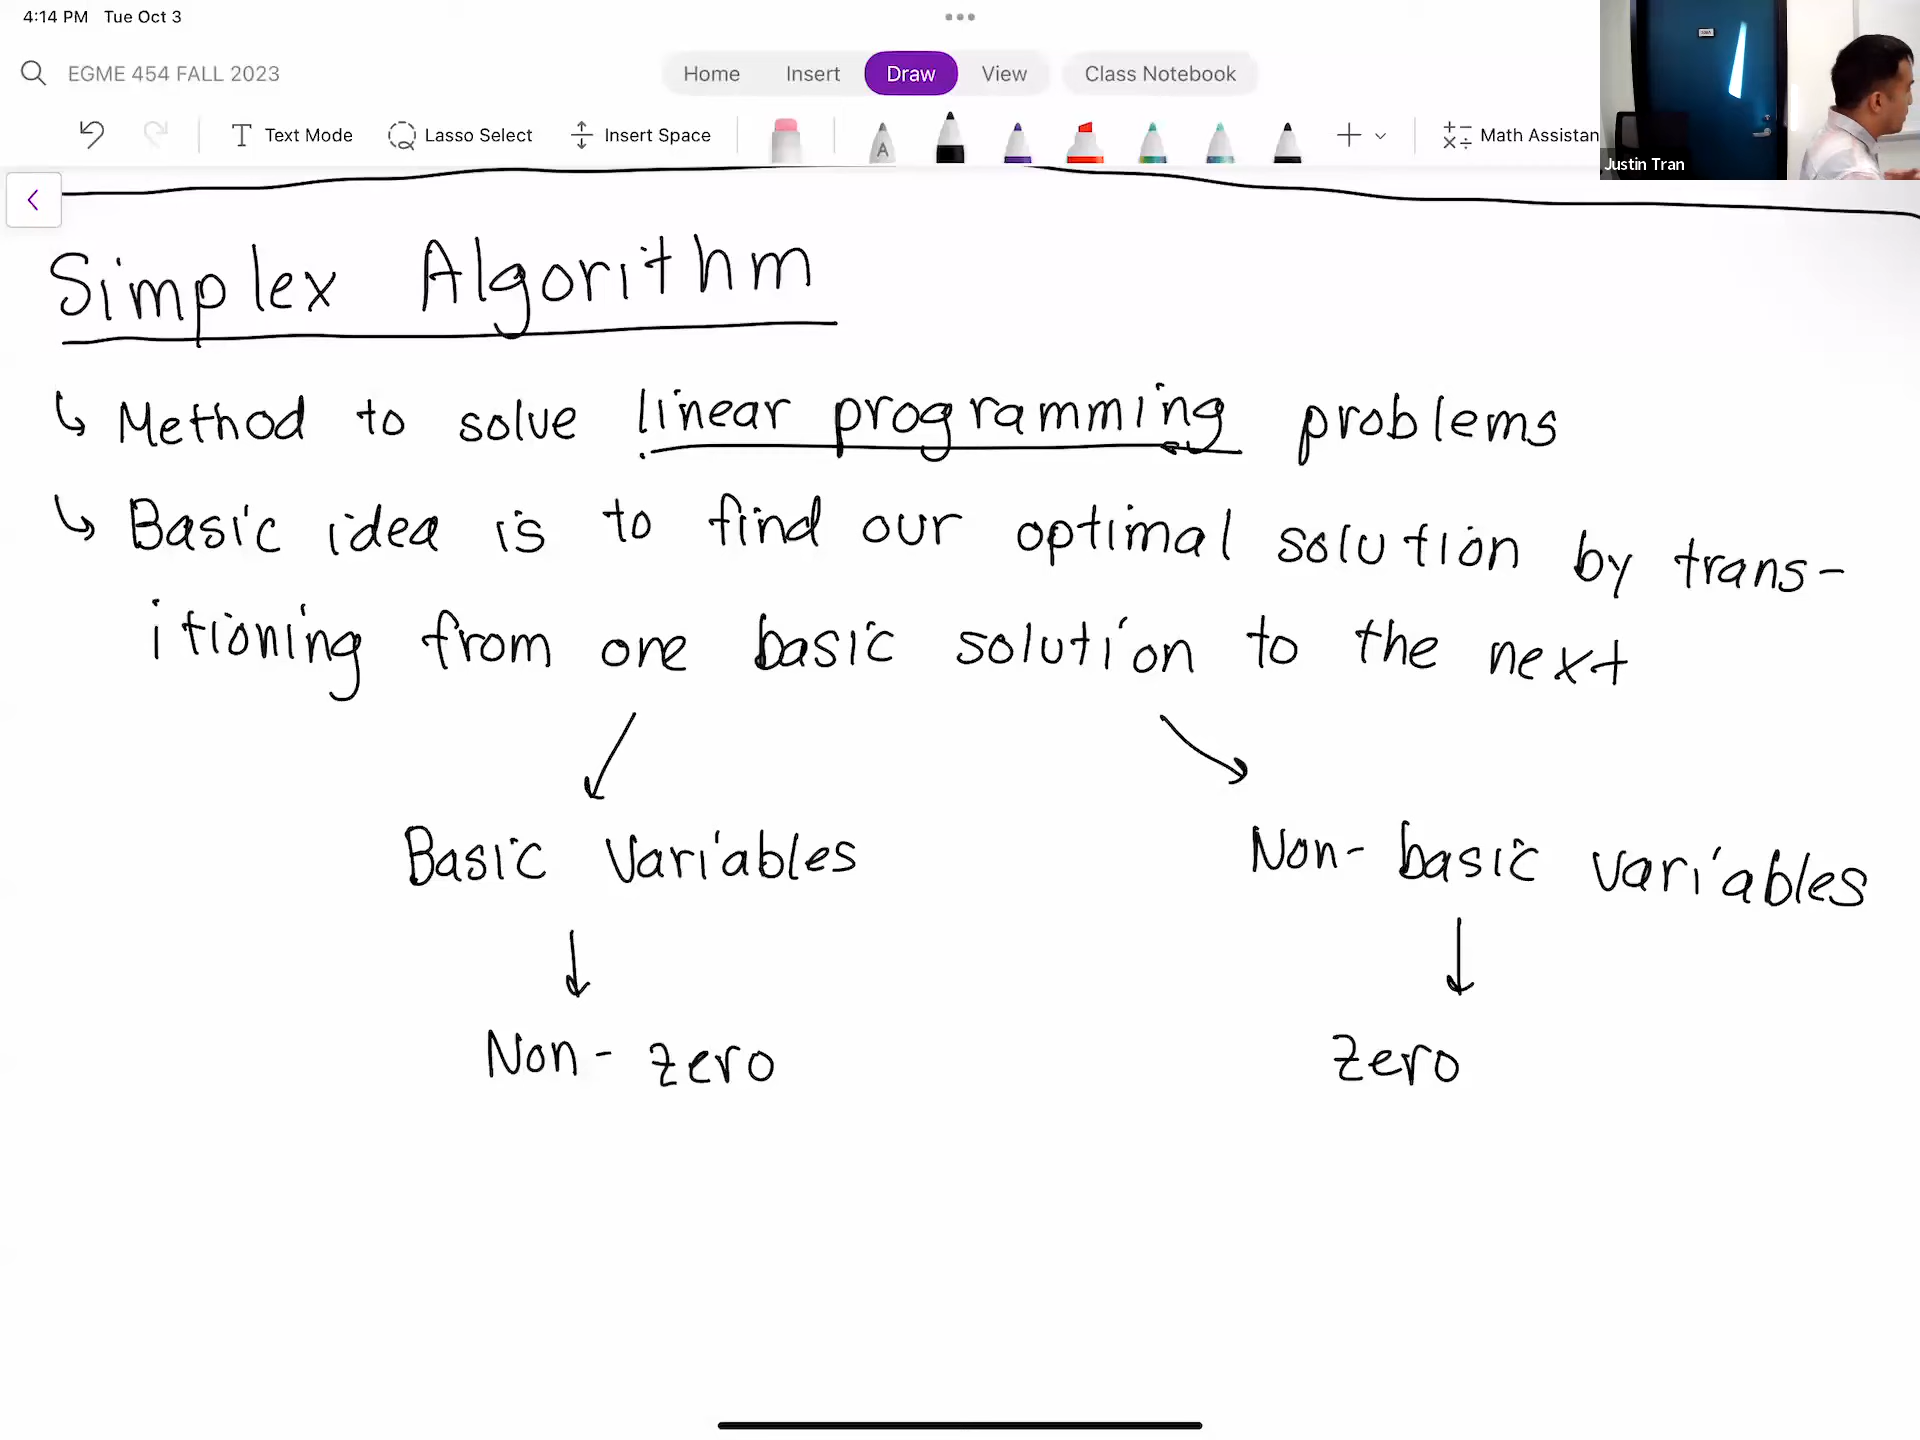 4:14 PM Tue Oct 3
EGME 454 FALL 2023
Home Insert Draw View Class Notebook
Text Mode Lasso Select Insert Space A Math Assistan
Justin Tran
Simplex Algorithm
↳ Method to solve linear programming problems
↳ Basic idea is to find our optimal solution by trans-
itioning from one basic solution to the next
Basic Variables Non-basic variables
Non-zero Zero